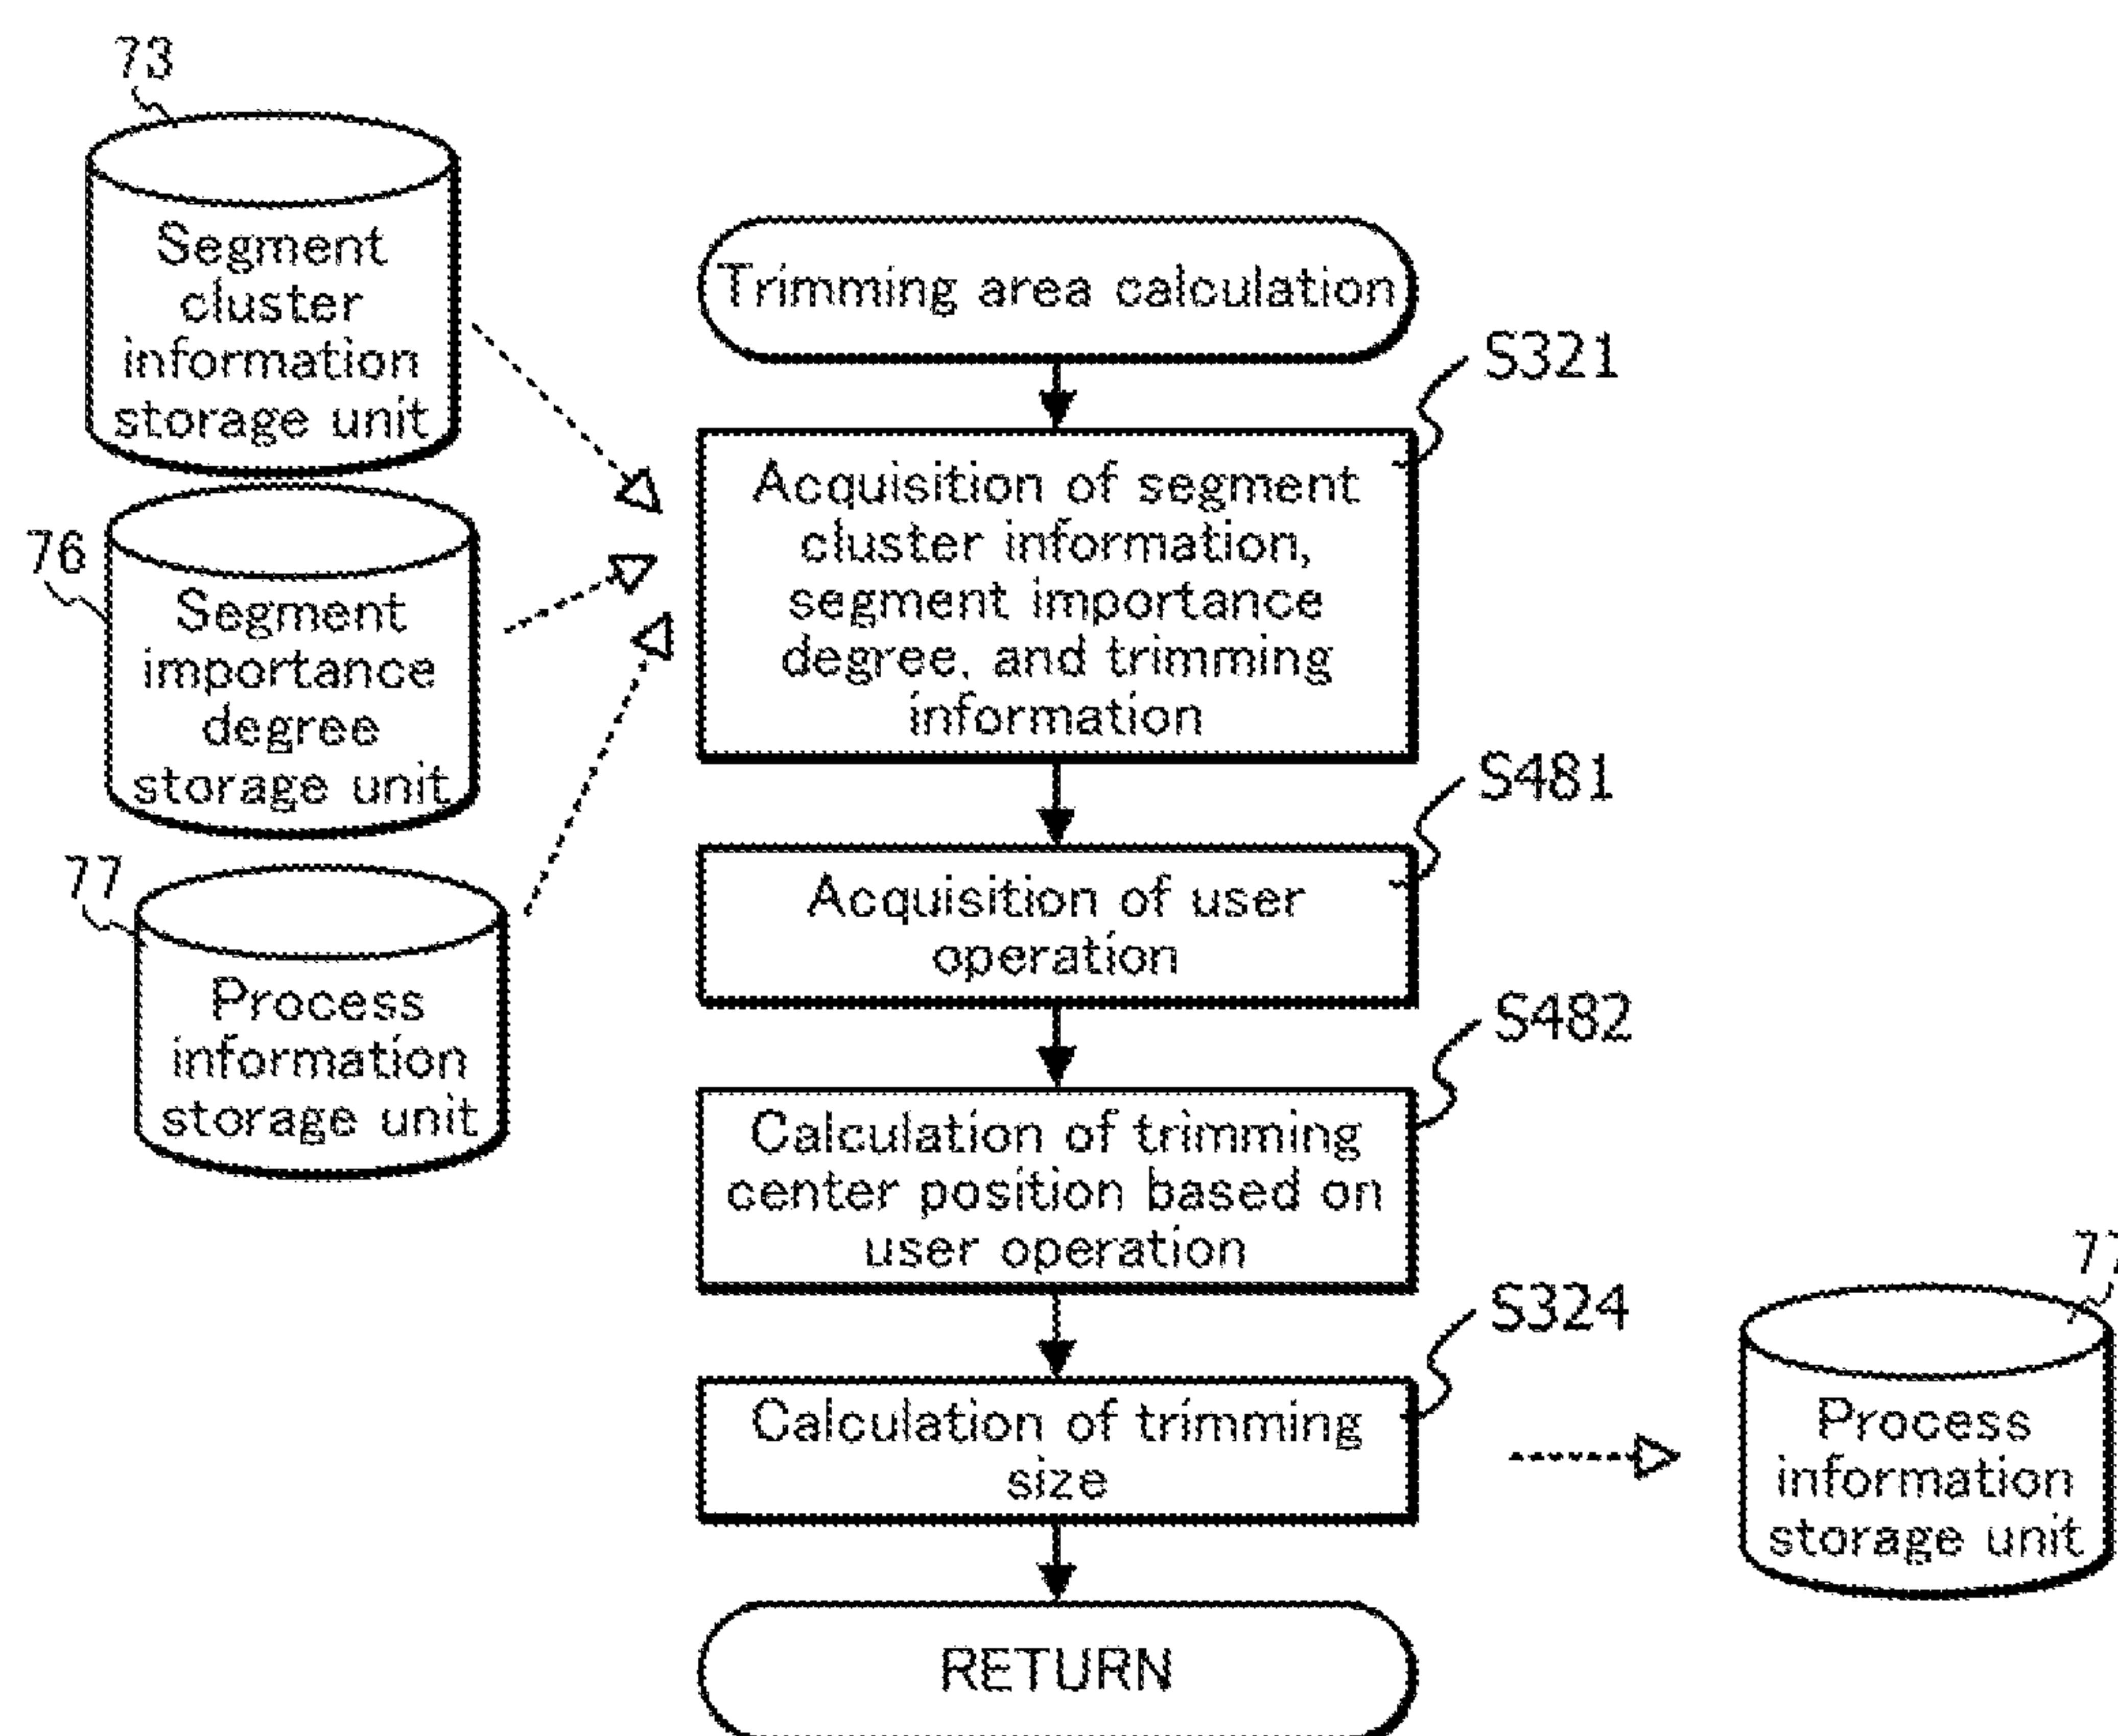 73
Segment
cluster
information
storage unit
76
Segment
importance
degree
storage unit
77
Process
information
storage unit
Trimming area calculation
S321
Acquisition of segment
cluster information,
segment importance
degree, and trimming
information
S481
Acquisition of user
operation
S482
Calculation of trimming
center position based on
user operation
S324
Calculation of trimming
size
77
Process
information
storage unit
RETURN